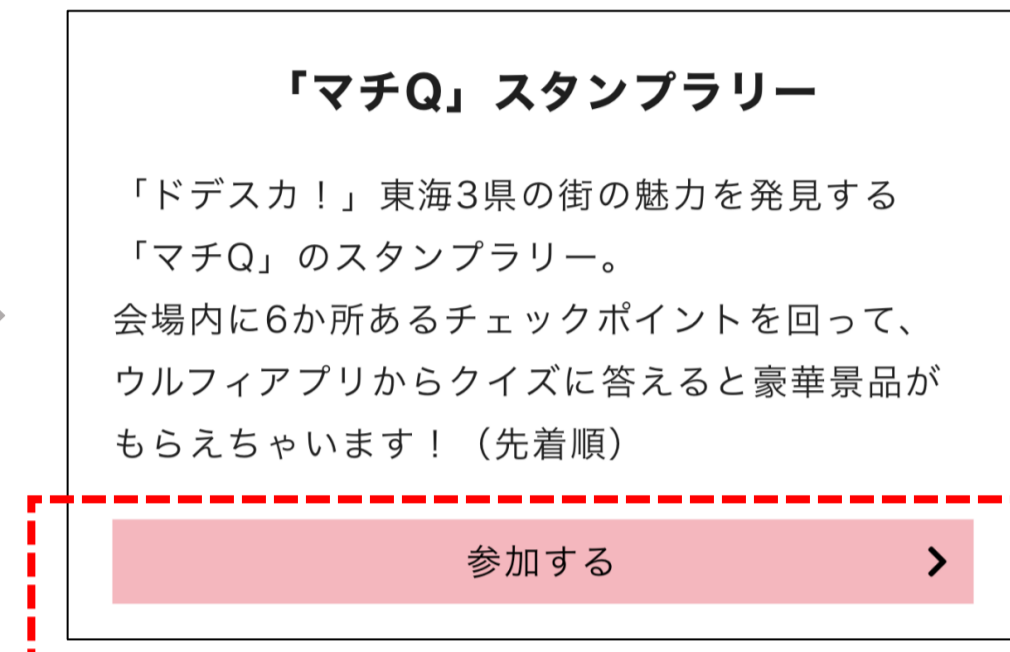 「マチQ」スタンプラリー
「ドデスカ！」東海3県の街の魅力を発見する
「マチQ」のスタンプラリー。
会場内に6か所あるチェックポイントを回って、
ウルフィアプリからクイズに答えると豪華景品が
もらえちゃいます！（先着順）
参加する